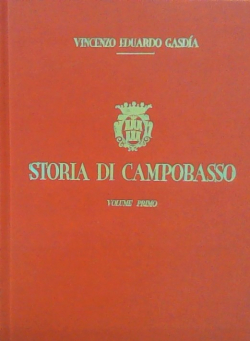 VINCENZO EDUARDO GASDÍA
STORIA DI CAMPOBASSO
VOLUME PRIMO